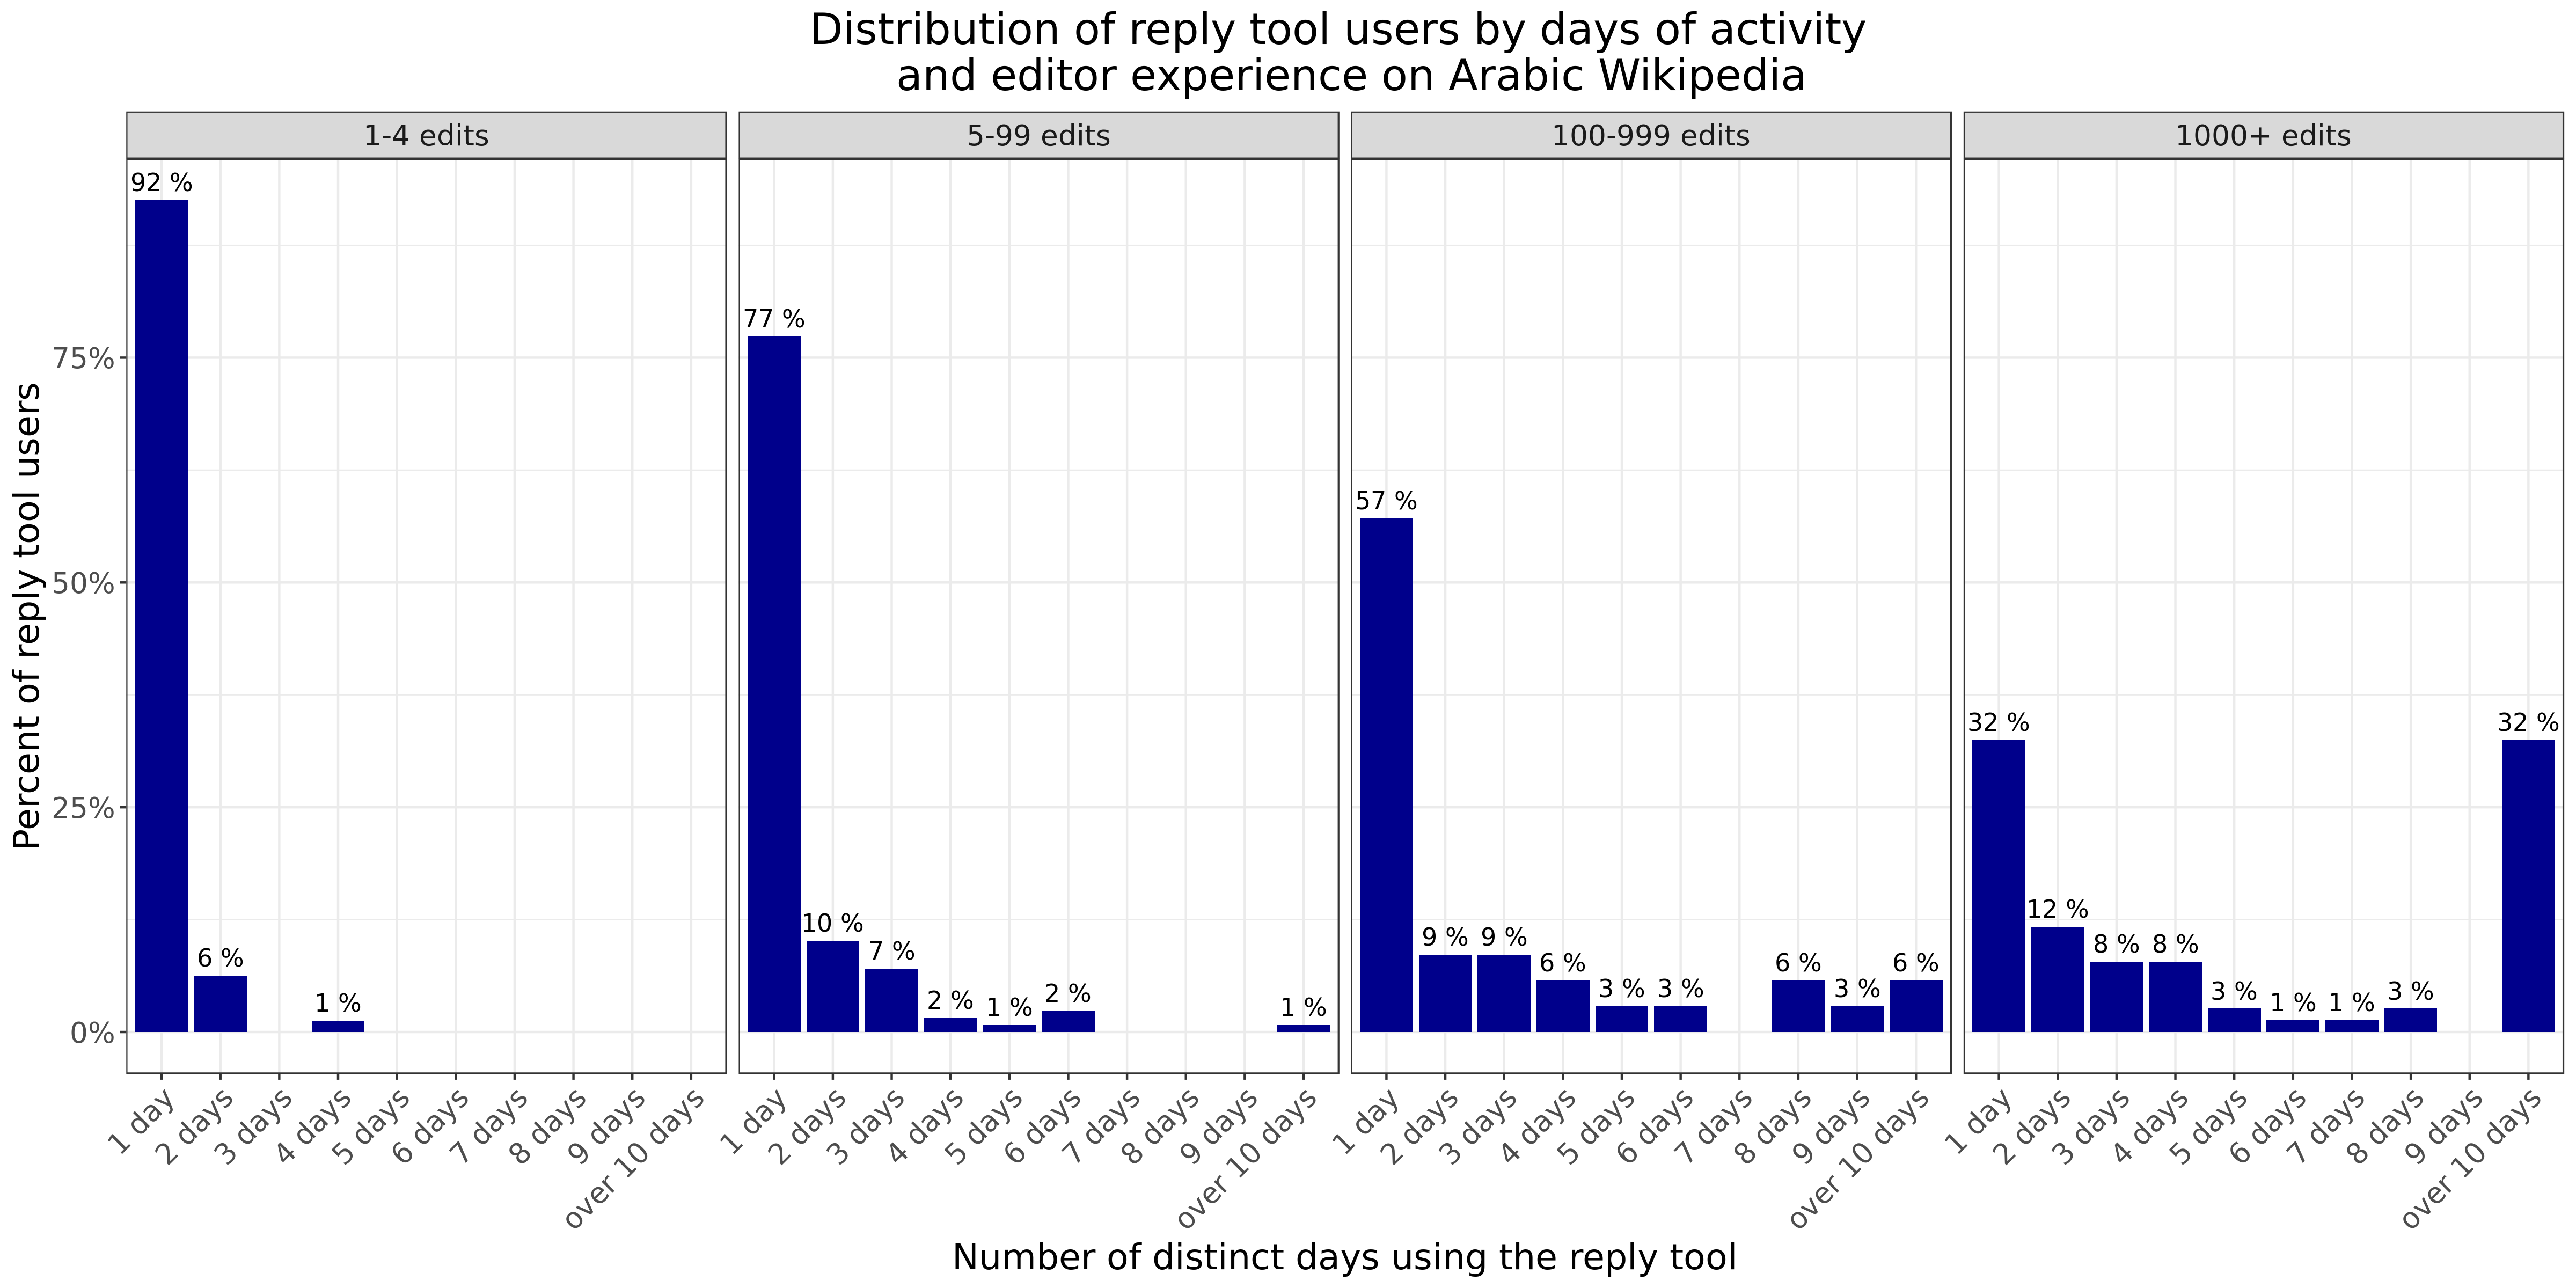 Distribution of reply tool users by days of activity
and editor experience on Arabic Wikipedia
1-4 edits
5-99 edits
100-999 edits
1000+ edits
Percent of reply tool users
75%
50%
25%
0%
92 %
6 %
1 %
77 %
10 %
7 %
2 %
1 %
2 %
1 %
57 %
9 %
9 %
6 %
3 %
3 %
6 %
3 %
6 %
32 %
12 %
8 %
8 %
3 %
1 %
1 %
3 %
32 %
1 day
2 days
3 days
4 days
5 days
6 days
7 days
8 days
9 days
over 10 days
1 day
2 days
3 days
4 days
5 days
6 days
7 days
8 days
9 days
over 10 days
1 day
2 days
3 days
4 days
5 days
6 days
7 days
8 days
9 days
over 10 days
1 day
2 days
3 days
4 days
5 days
6 days
7 days
8 days
9 days
over 10 days
Number of distinct days using the reply tool